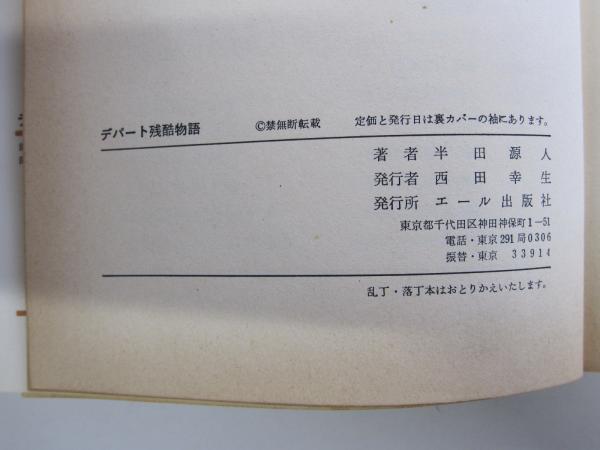 デパート残酷物語 ©禁無断転載 定価と発行日は裏カバーの袖にあります。
著者 半田源人
発行者 西田幸生
発行所 エール出版社
東京都千代田区神田神保町1−51
電話・東京291局0306
振替・東京 33914
乱丁・落丁本はおとりかえいたします。